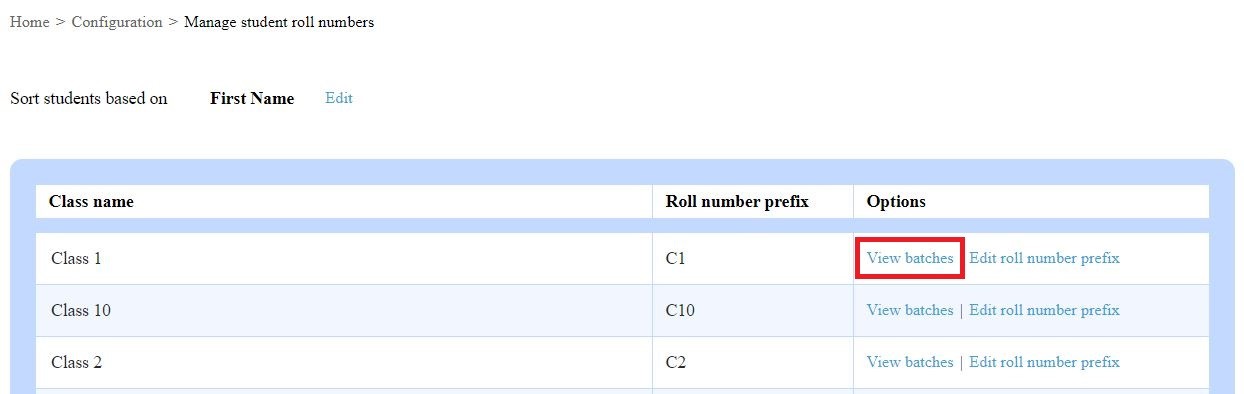 Home > Configuration > Manage student roll numbers
Sort students based on First Name Edit
Class name Roll number prefix Options
Class 1 C1 View batches Edit roll number prefix
Class 10 C10 View batches | Edit roll number prefix
Class 2 C2 View batches | Edit roll number prefix